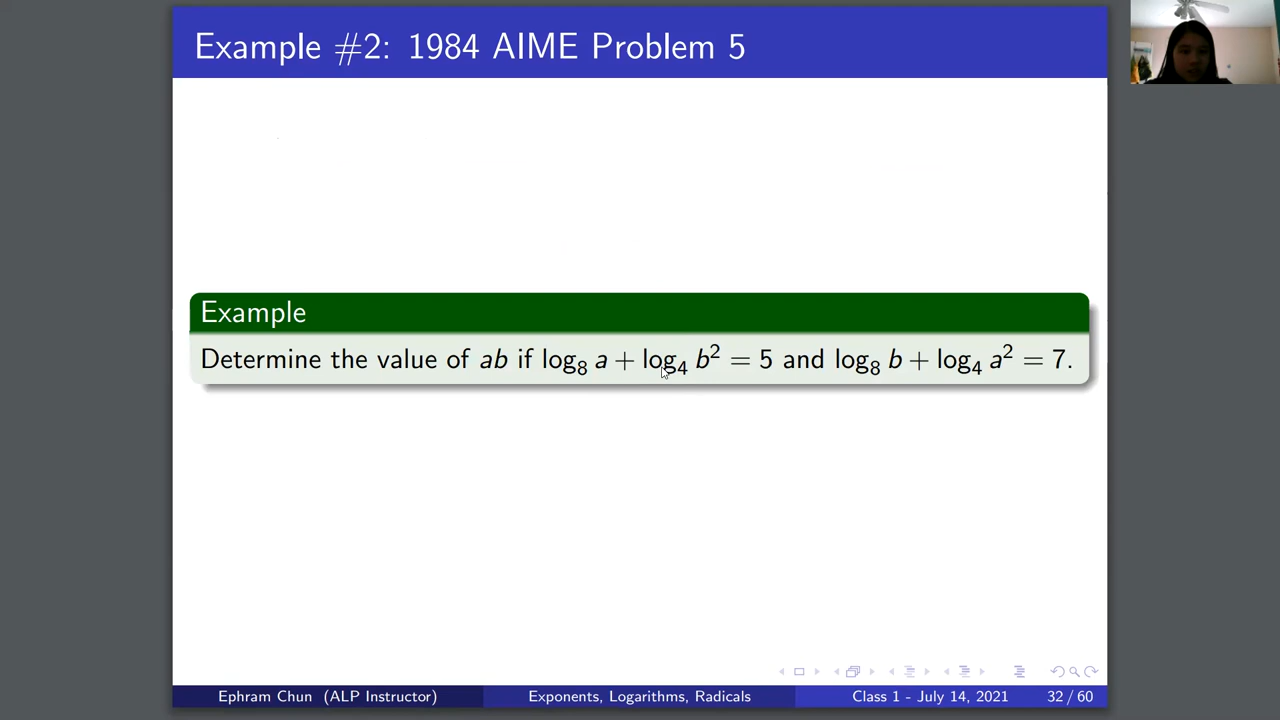 Example #2: 1984 AIME Problem 5
Example
Determine the value of ab if log₈ a + log₄ b² = 5 and log₈ b + log₄ a² = 7.
Ephram Chun (ALP Instructor) Exponents, Logarithms, Radicals Class 1 - July 14, 2021 32 / 60